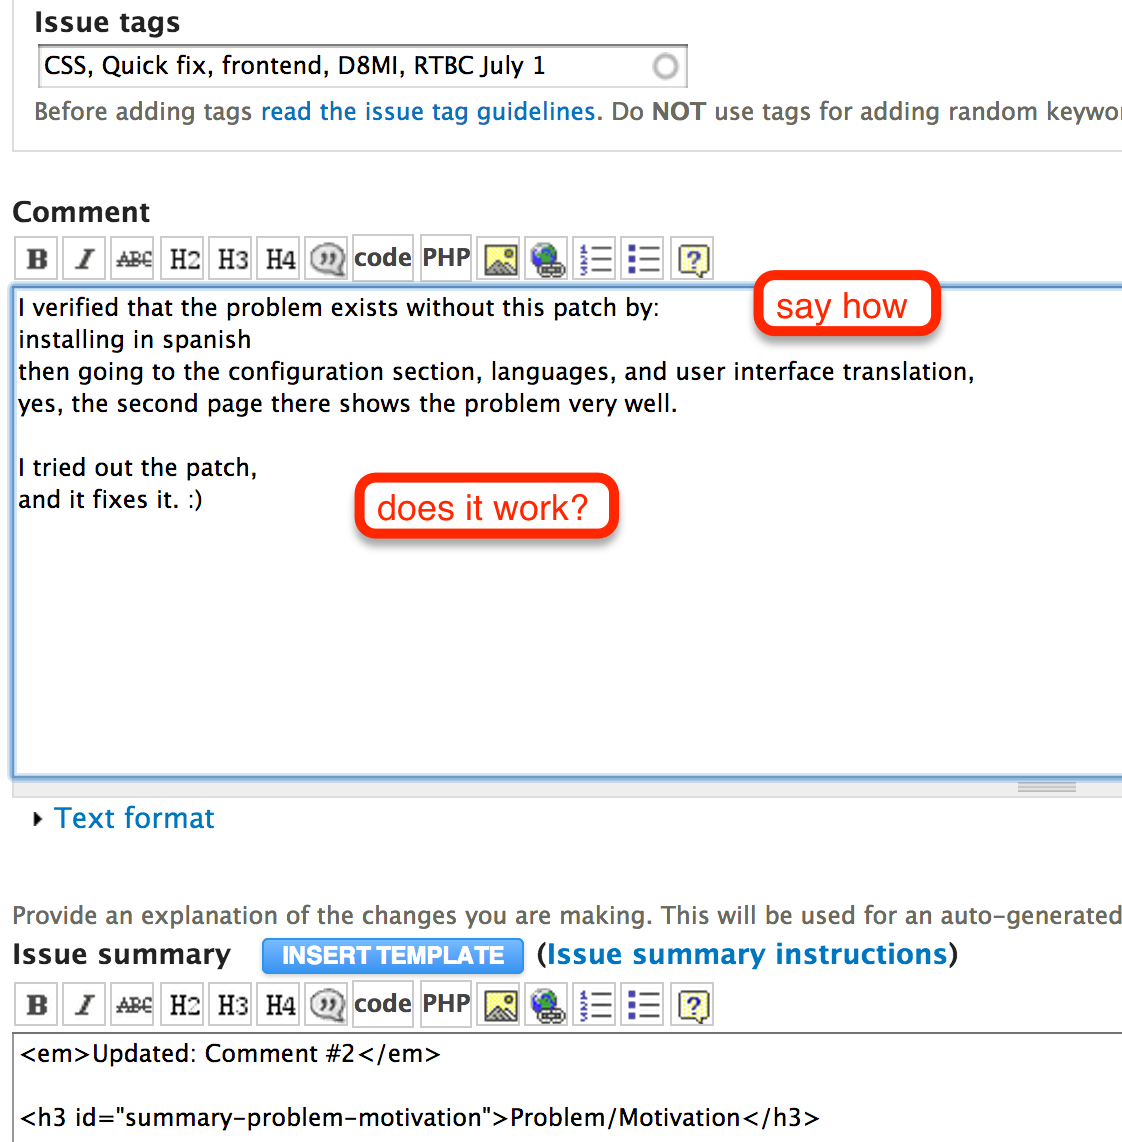 Issue tags
CSS, Quick fix, frontend, D8MI, RTBC July 1
Before adding tags read the issue tag guidelines. Do NOT use tags for adding random
Comment
B I ABC H2 H3 H4 " code PHP 1 2 3 ?
I verified that the problem exists without this patch by:
say how
installing in spanish
then going to the configuration section, languages, and user interface translation,
yes, the second page there shows the problem very well.
I tried out the patch,
and it fixes it. :)
does it work?
Text format
Provide an explanation of the changes you are making. This will be used for an auto-generated
Issue summary INSERT TEMPLATE (Issue summary instructions)
B I ABC H2 H3 H4 " code PHP 1 2 3 ?
<em>Updated: Comment #2</em>
<h3 id="summary-problem-motivation">Problem/Motivation</h3>